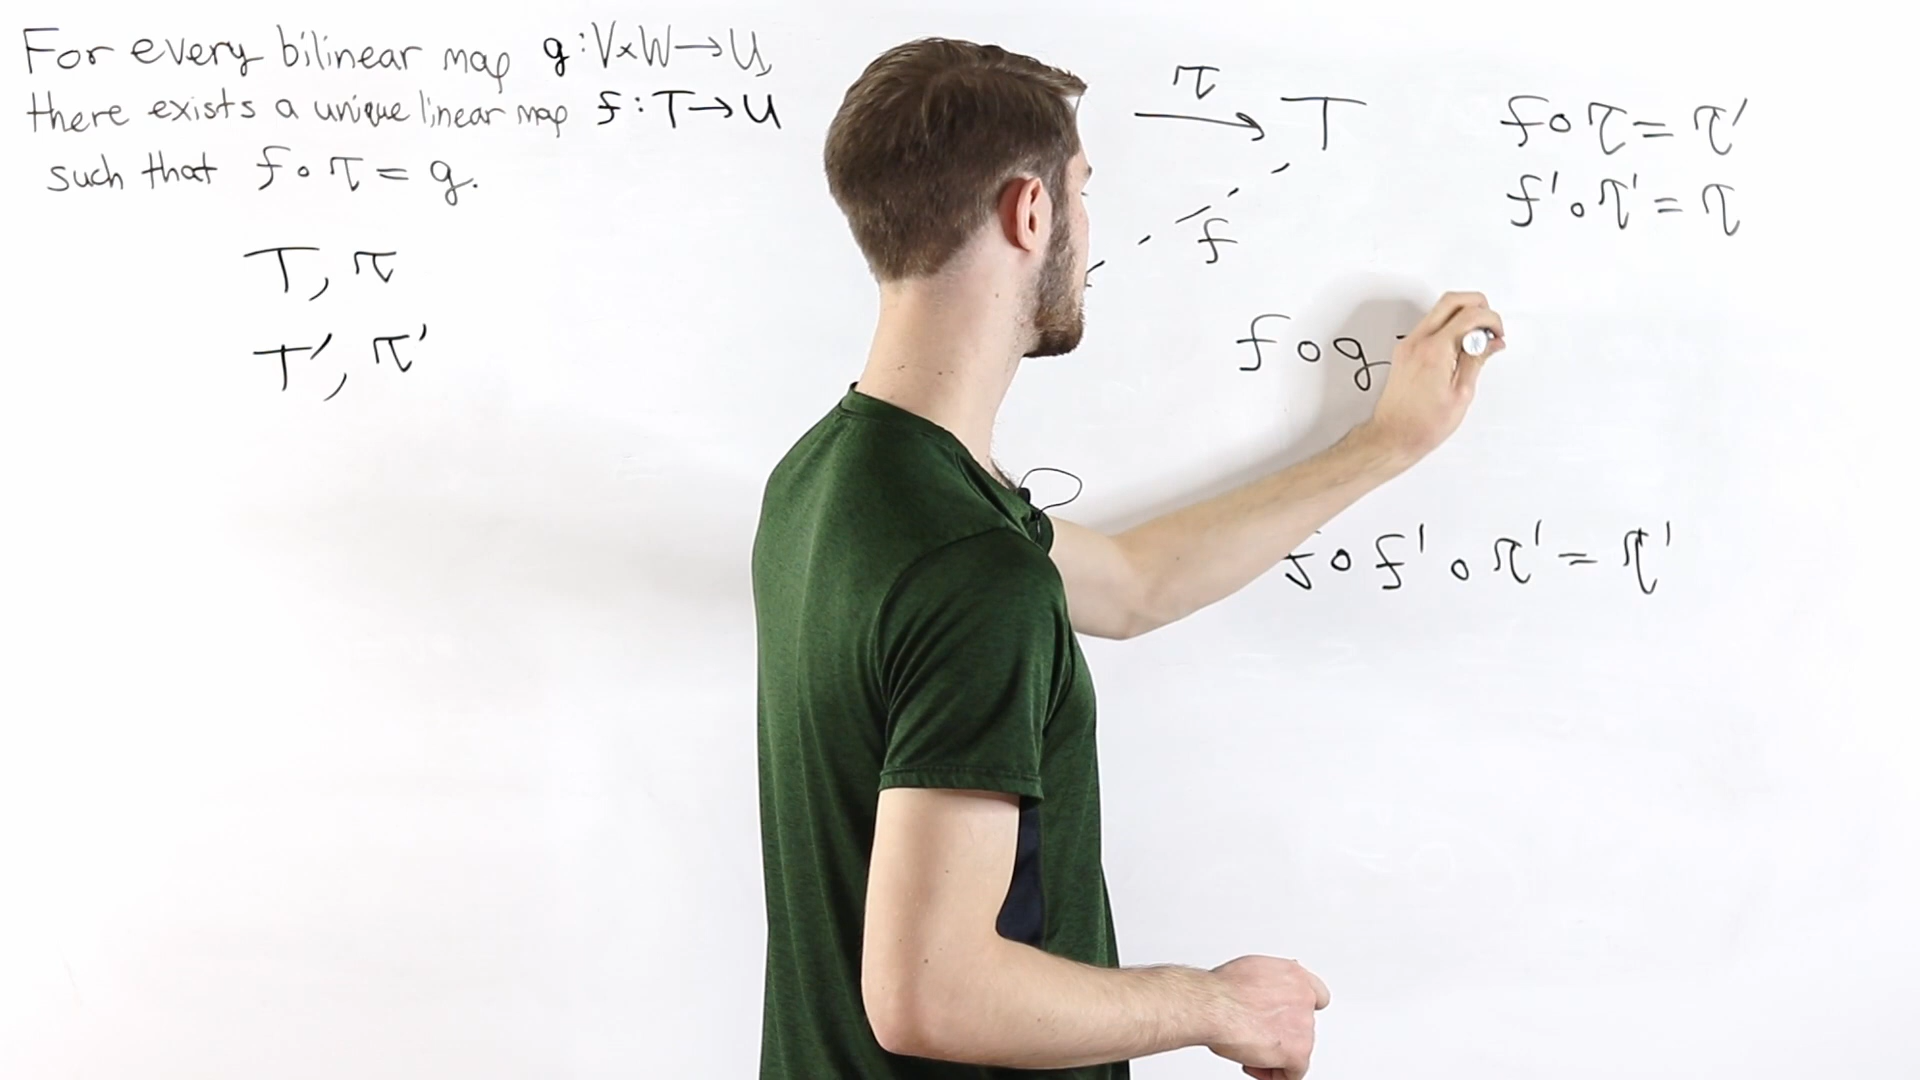 For every bilinear map g : V×W → U,
there exists a unique linear map f : T → U
such that f ∘ τ = g.
T, τ
T', τ'
τ
→ T
f
f ∘ τ = τ'
f' ∘ τ' = τ
f ∘ g
f ∘ f' ∘ τ' = τ'